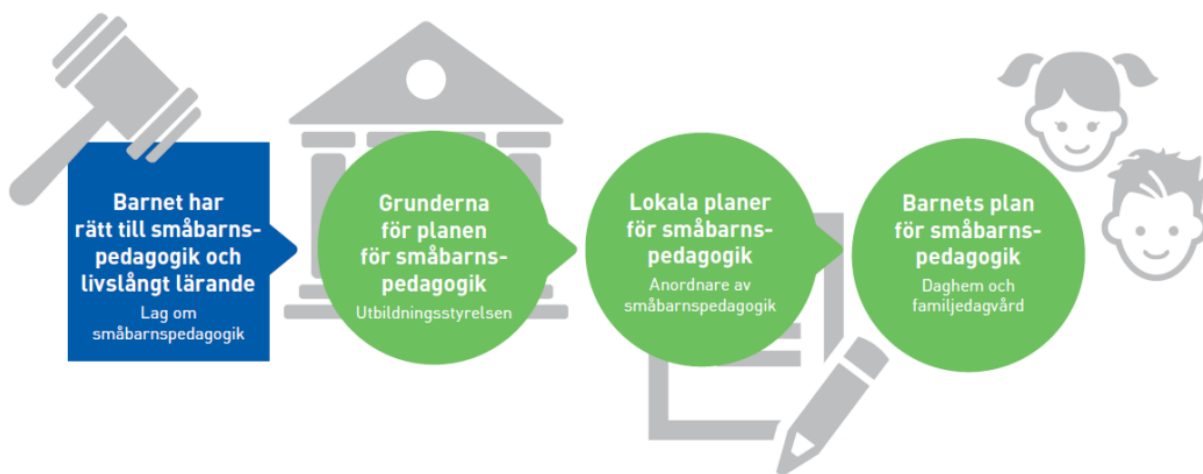 Barnet har
rätt till småbarns-
pedagogik och
livslångt lärande
Lag om
småbarnspedagogik
Grunderna
för planen
för småbarns-
pedagogik
Utbildningsstyrelsen
Lokala planer
för småbarns-
pedagogik
Anordnare av
småbarnspedagogik
Barnets plan
för småbarns-
pedagogik
Daghem och
familjedagvård